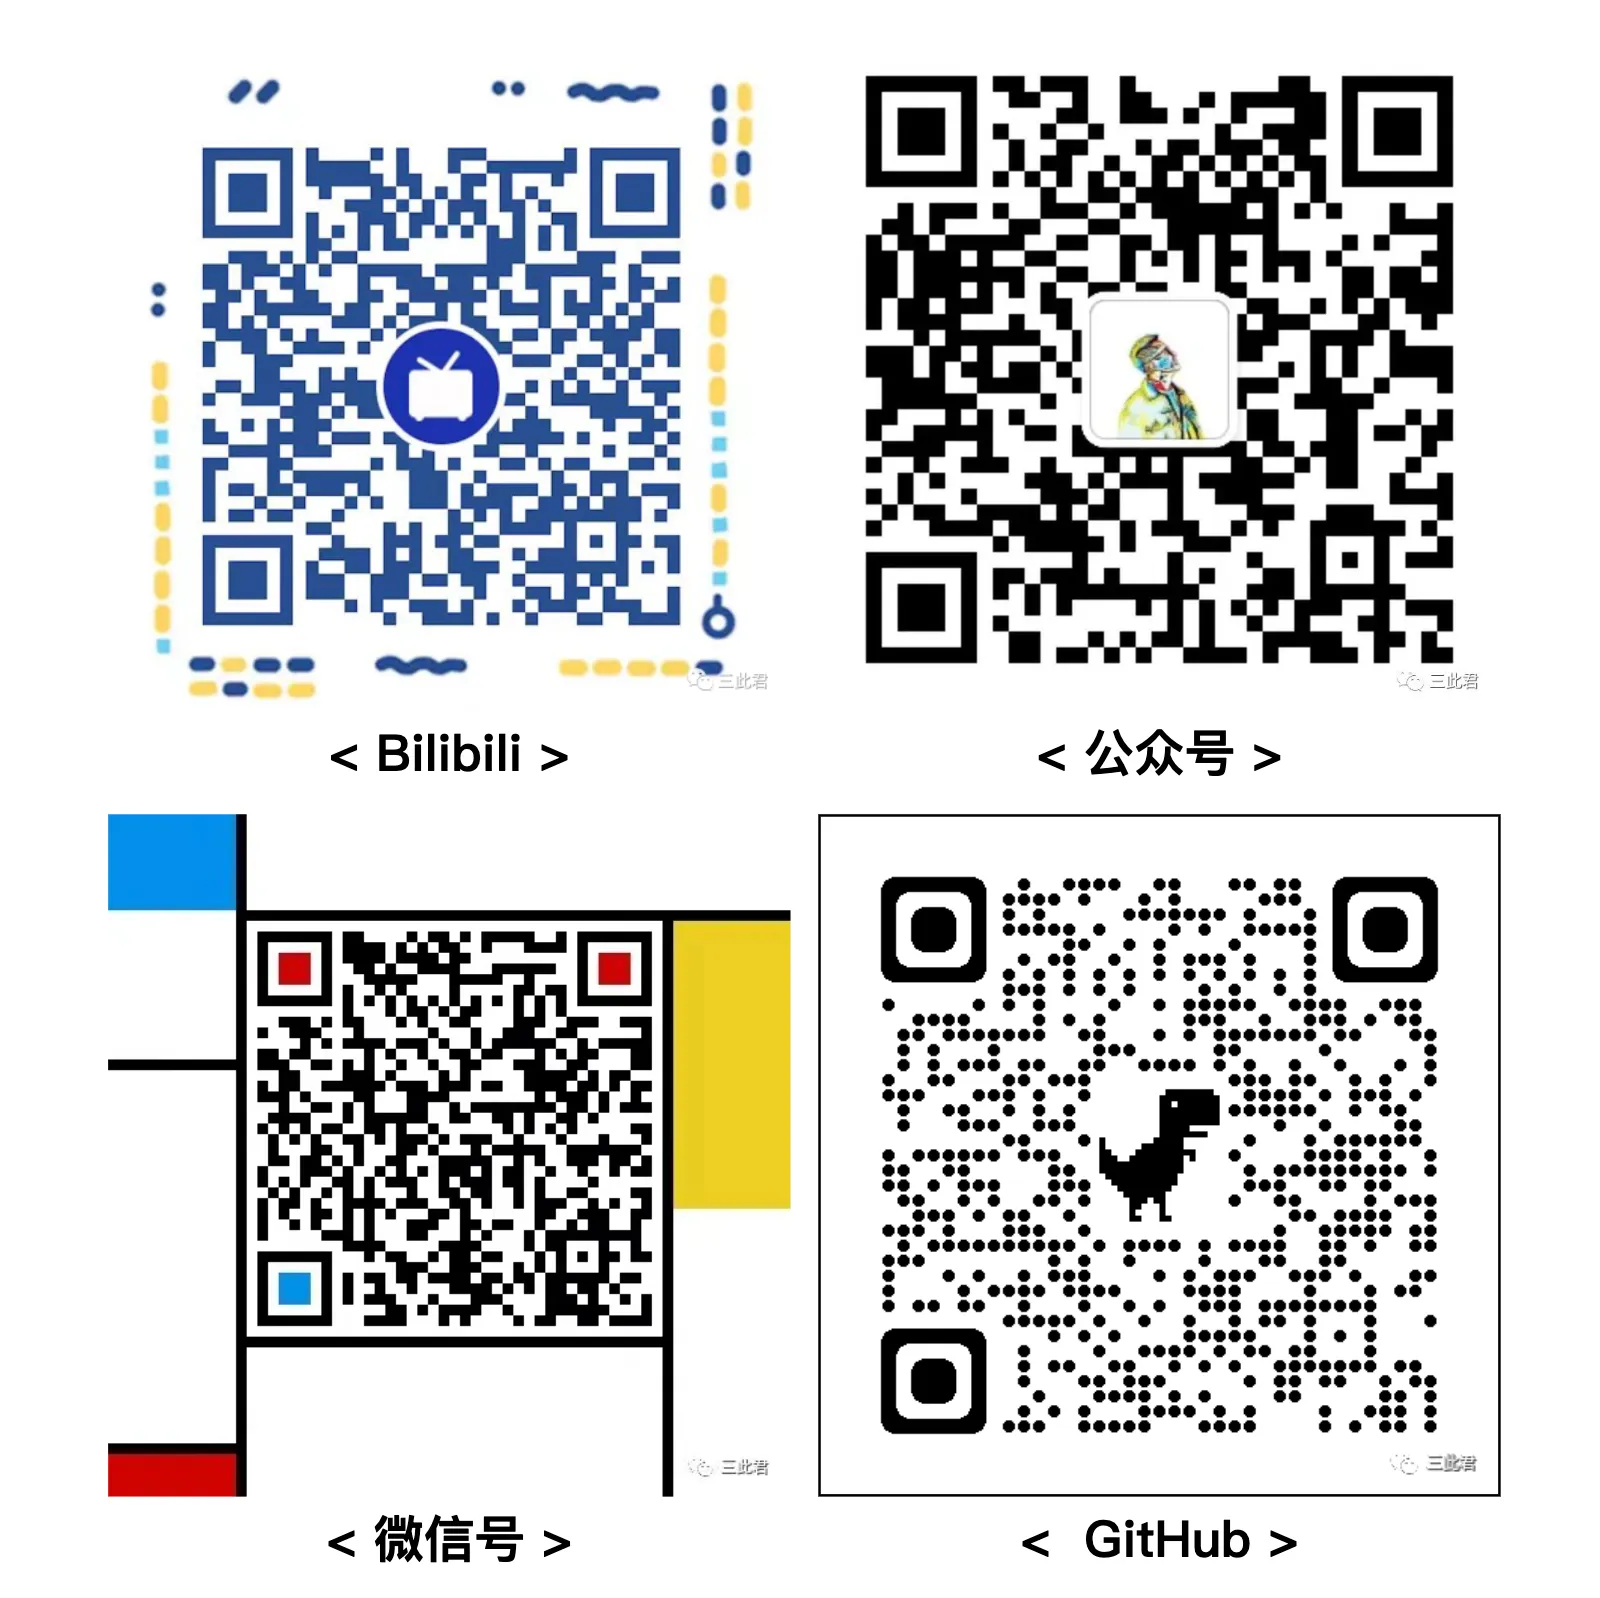 三此君
三此君
< Bilibili >
< 公众号 >
三此君
三此君
< 微信号 >
< GitHub >